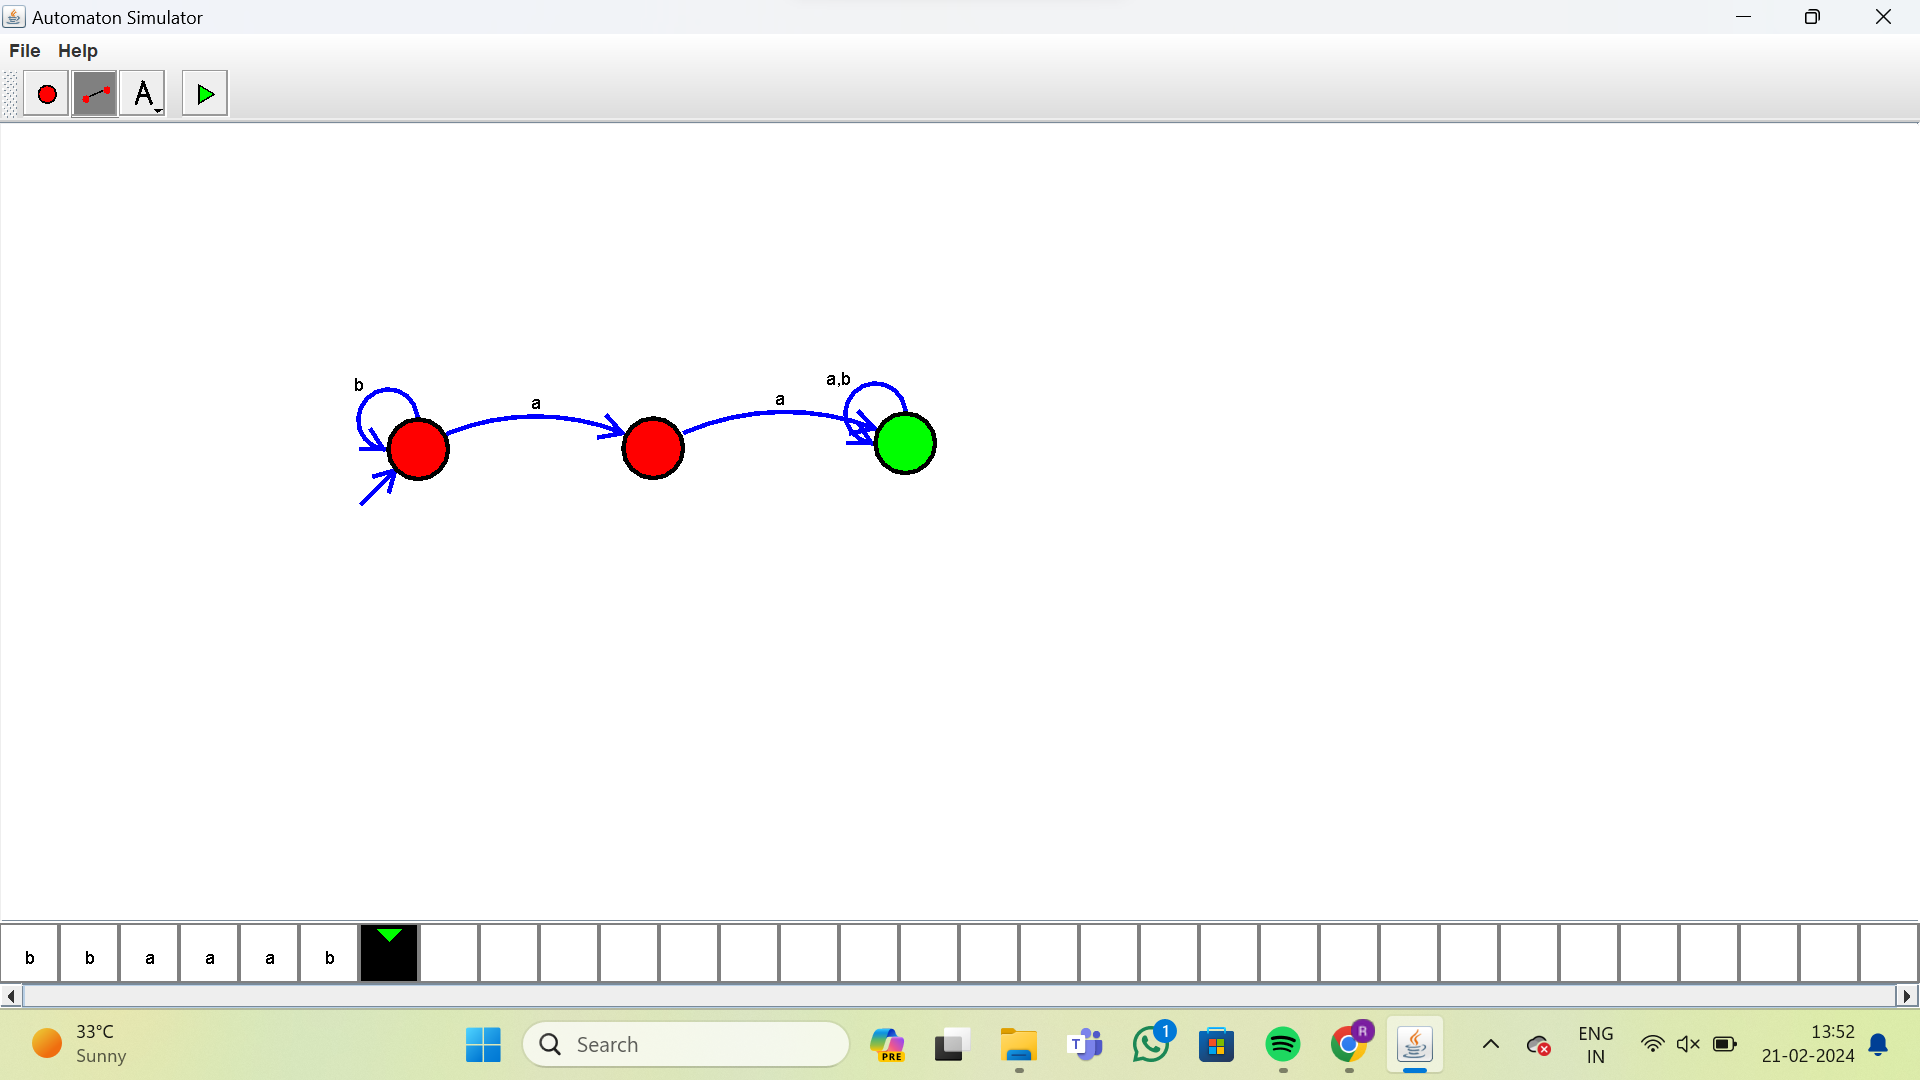 Automaton Simulator
File Help
A
b
a
a
a,b
b b a a a b
33°C
Sunny
Search
PRE
T
1
R
ENG
IN
13:52
21-02-2024